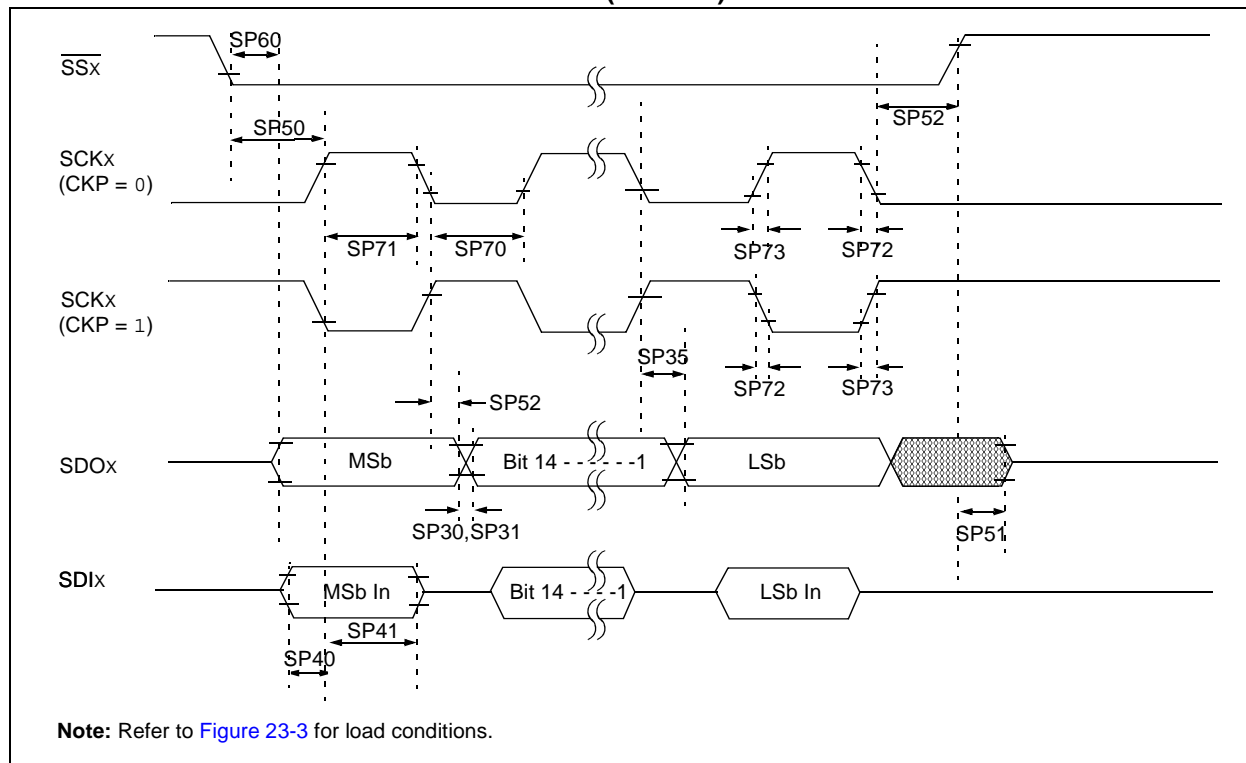 SP60
SSX
SP52
SP50
SCKX
(CKP = 0)
SP71
SP70
SP73
SP72
SCKX
(CKP = 1)
SP35
SP72
SP73
SP52
SDOX
MSb
Bit 14 - - - - - -1
LSb
SP30,SP31
SP51
SDIX
MSb In
Bit 14 - - - -1
LSb In
SP41
SP40
Note: Refer to Figure 23-3 for load conditions.